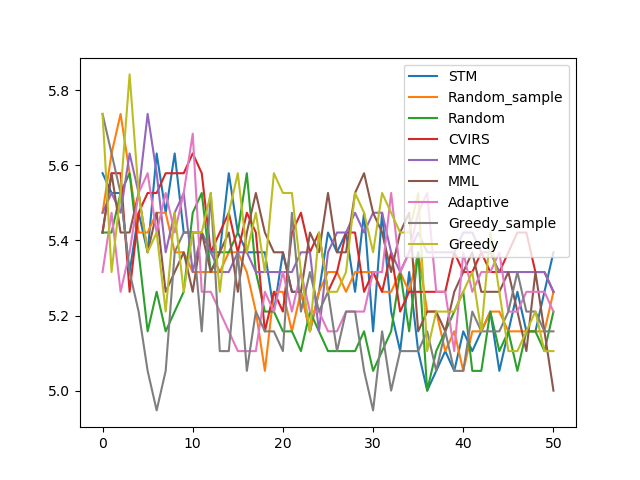 5.8
5.6
5.4
5.2
5.0
0
10
20
30
40
50
STM
Random_sample
Random
CVIRS
MMC
MML
Adaptive
Greedy_sample
Greedy